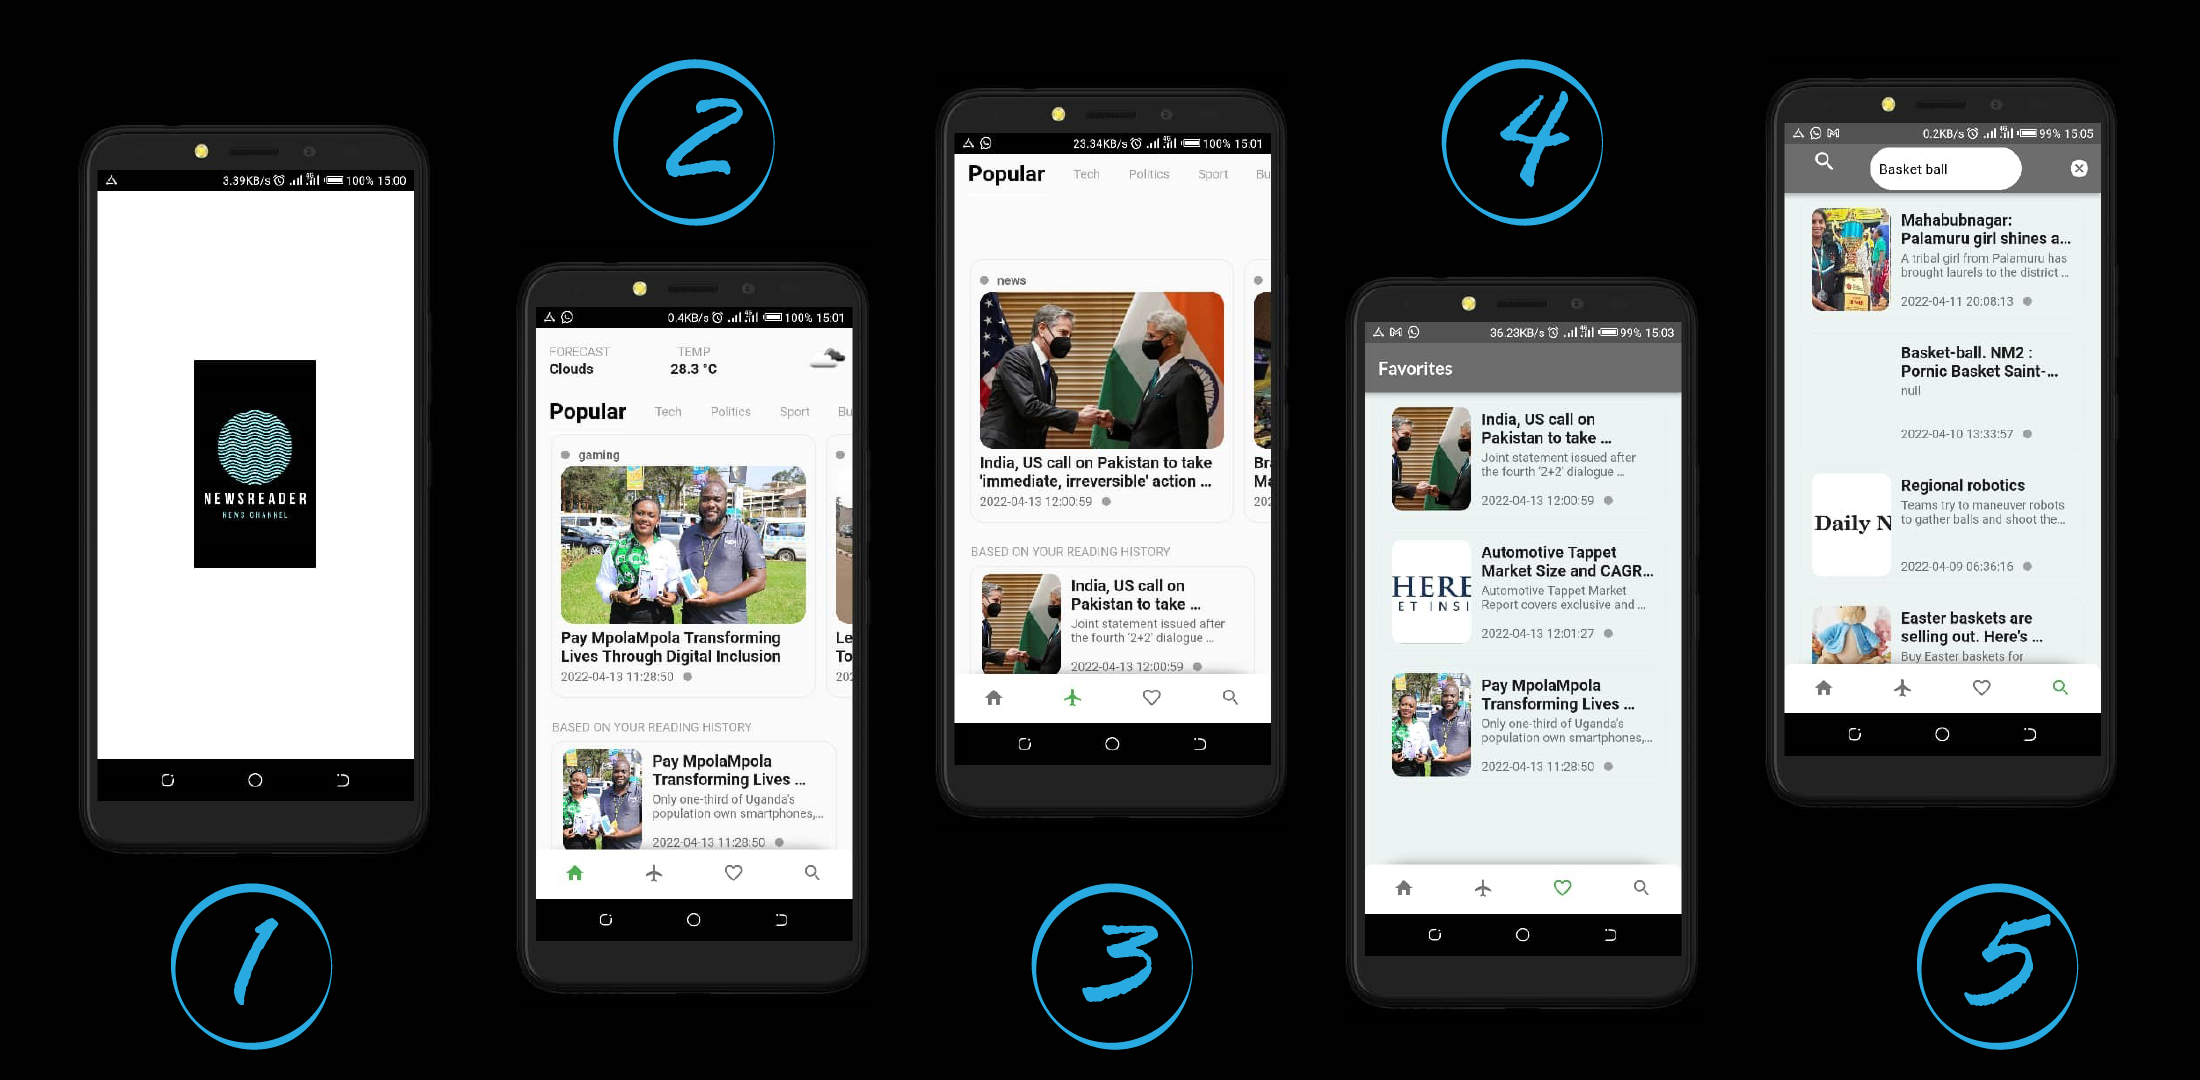 3.39KB/s 4G 100% 15:00
NEWSREADER
NEWS CHANNEL
1
2
0.4KB/s 4G 100% 15:01
FORECAST TEMP
Clouds 28.3 °C
Popular Tech Politics Sport Bu
gaming
Pay MpolaMpola Transforming
Lives Through Digital Inclusion
2022-04-13 11:28:50
Le
To
202
BASED ON YOUR READING HISTORY
Pay MpolaMpola
Transforming Lives ...
Only one-third of Uganda's
population own smartphones,...
2022-04-13 11:28:50
23.34KB/s 4G 100% 15:01
Popular Tech Politics Sport Bu
news
India, US call on Pakistan to take
'immediate, irreversible' action ...
2022-04-13 12:00:59
Bra
Ma
202
BASED ON YOUR READING HISTORY
India, US call on
Pakistan to take ...
Joint statement issued after
the fourth '2+2' dialogue ...
2022-04-13 12:00:59
3
4
36.23KB/s 4G 99% 15:03
Favorites
India, US call on
Pakistan to take ...
Joint statement issued after
the fourth '2+2' dialogue ...
2022-04-13 12:00:59
HERE
ET INSI
Automotive Tappet
Market Size and CAGR...
Automotive Tappet Market
Report covers exclusive and ...
2022-04-13 12:01:27
Pay MpolaMpola
Transforming Lives ...
Only one-third of Uganda's
population own smartphones,...
2022-04-13 11:28:50
0.2KB/s 4G 99% 15:05
Basket ball
Mahabubnagar:
Palamuru girl shines a...
A tribal girl from Palamuru has
brought laurels to the district ...
2022-04-11 20:08:13
Basket-ball. NM2 :
Pornic Basket Saint-...
null
2022-04-10 13:33:57
Daily N
Regional robotics
Teams try to maneuver robots
to gather balls and shoot the...
2022-04-09 06:36:16
Easter baskets are
selling out. Here's ...
Buy Easter baskets for
5